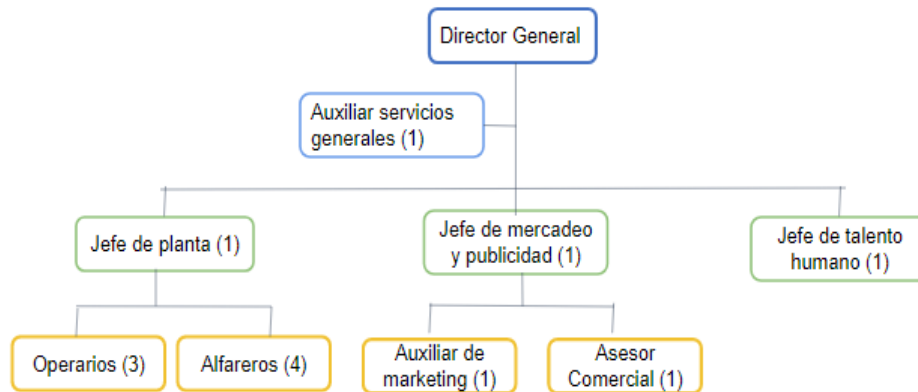 Director General
Auxiliar servicios
generales (1)
Jefe de planta (1)
Jefe de mercadeo
y publicidad (1)
Jefe de talento
humano (1)
Operarios (3)
Alfareros (4)
Auxiliar de
marketing (1)
Asesor
Comercial (1)